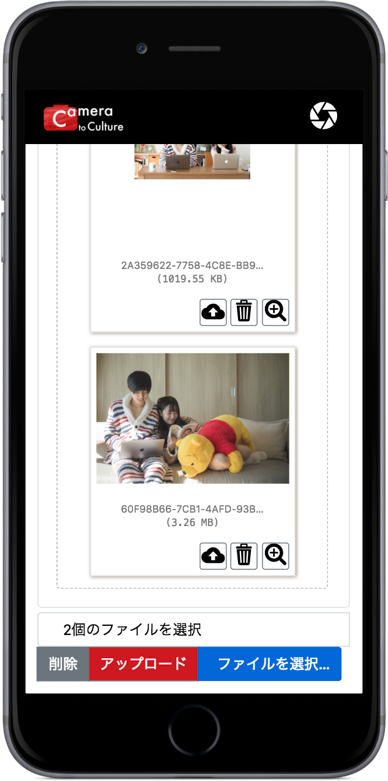 Camera
to Culture
2A359622-7758-4C8E-BB9...
(1019.55 KB)
60F98B66-7CB1-4AFD-93B...
(3.26 MB)
2個のファイルを選択
削除 アップロード ファイルを選択...